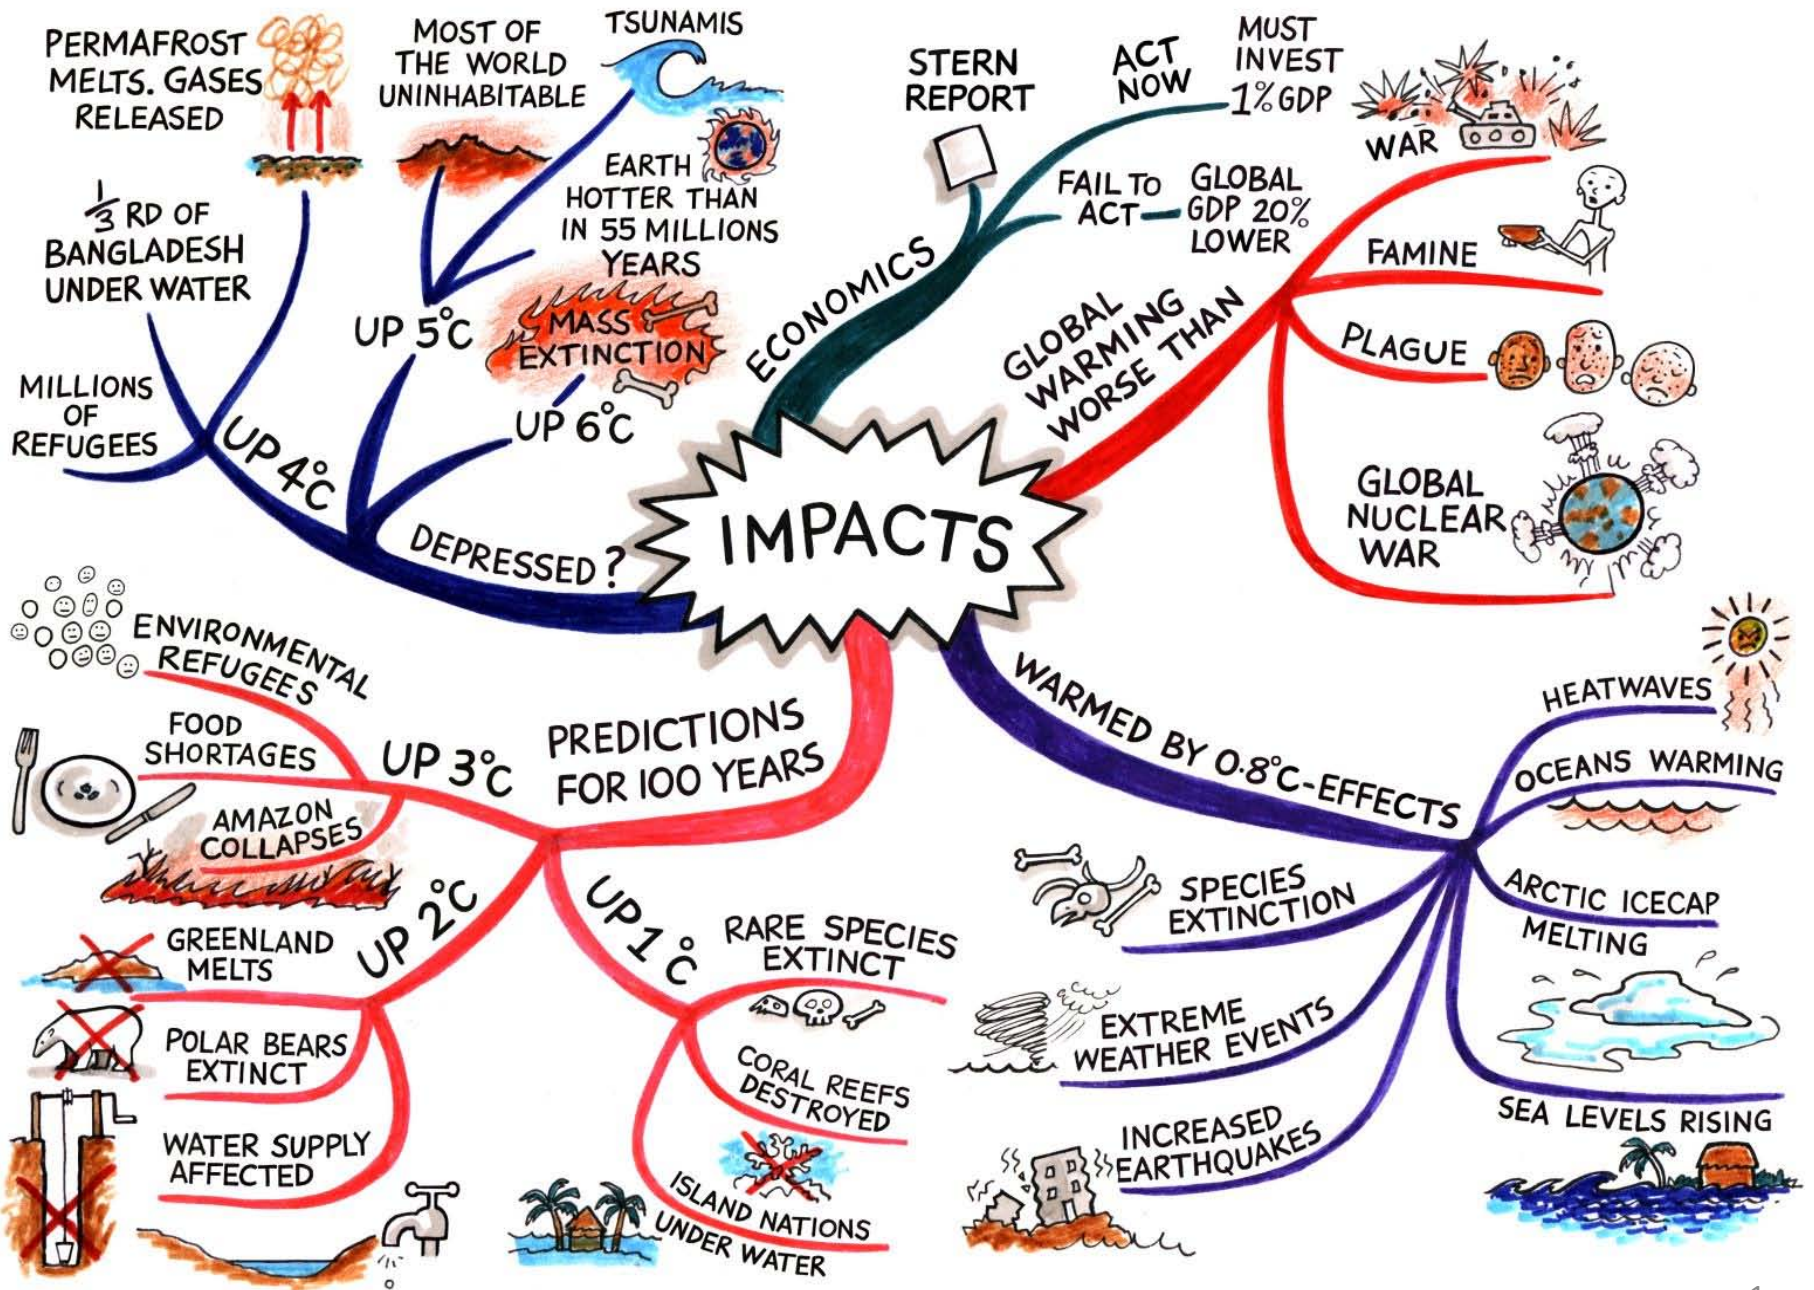 IMPACTS
ECONOMICS
STERN
REPORT
ACT
NOW
MUST
INVEST
1% GDP
FAIL TO
ACT
GLOBAL
GDP 20%
LOWER
GLOBAL
WARMING
WORSE THAN
WAR
FAMINE
PLAGUE
GLOBAL
NUCLEAR
WAR
WARMED BY 0.8°C-EFFECTS
HEATWAVES
OCEANS WARMING
ARCTIC ICECAP
MELTING
SEA LEVELS RISING
SPECIES
EXTINCTION
EXTREME
WEATHER EVENTS
INCREASED
EARTHQUAKES
PREDICTIONS
FOR 100 YEARS
UP 1°C
RARE SPECIES
EXTINCT
CORAL REEFS
DESTROYED
ISLAND NATIONS
UNDER WATER
UP 2°C
GREENLAND
MELTS
POLAR BEARS
EXTINCT
WATER SUPPLY
AFFECTED
UP 3°C
ENVIRONMENTAL
REFUGEES
FOOD
SHORTAGES
AMAZON
COLLAPSES
DEPRESSED?
UP 4°C
MILLIONS
OF
REFUGEES
1/3 RD OF
BANGLADESH
UNDER WATER
PERMAFROST
MELTS. GASES
RELEASED
UP 5°C
MOST OF
THE WORLD
UNINHABITABLE
TSUNAMIS
EARTH
HOTTER THAN
IN 55 MILLIONS
YEARS
UP 6°C
MASS
EXTINCTION